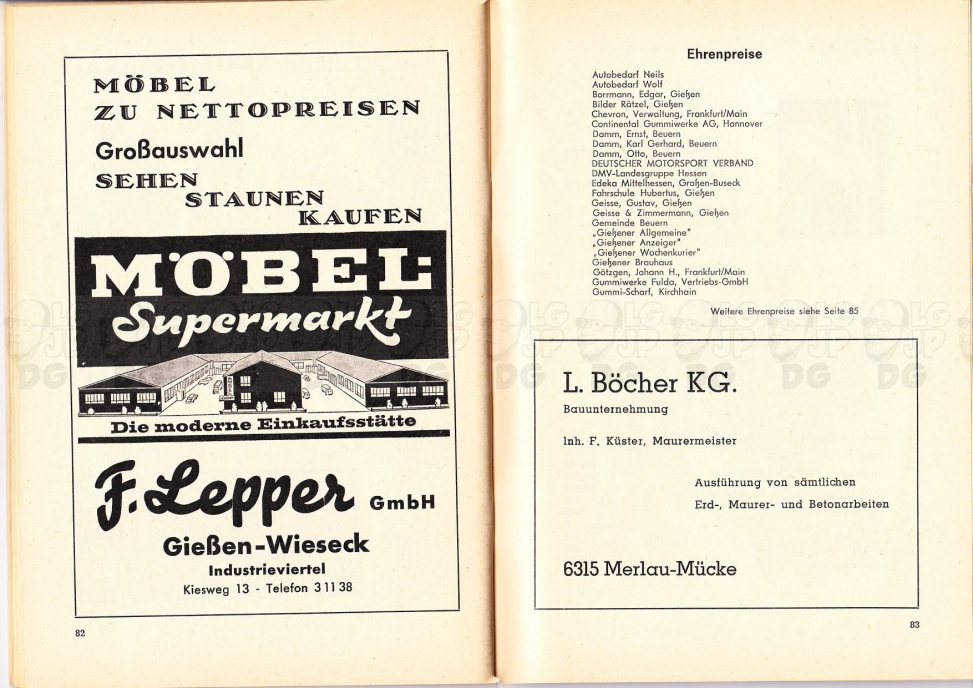 MÖBEL
ZU NETTOPREISEN
Großauswahl
SEHEN
STAUNEN
KAUFEN
MÖBEL-
Supermarkt
Die moderne Einkaufsstätte
F. Lepper GmbH
Gießen-Wieseck
Industrieviertel
Kiesweg 13 - Telefon 3 11 38
82
Ehrenpreise
Autobedarf Neils
Autobedarf Wolf
Borrmann, Edgar, Gießen
Bilder Rätzel, Gießen
Chevron, Verwaltung, Frankfurt/Main
Continental Gummiwerke AG, Hannover
Damm, Ernst, Beuern
Damm, Karl Gerhard, Beuern
Damm, Otto, Beuern
DEUTSCHER MOTORSPORT VERBAND
DMV-Landesgruppe Hessen
Edeka Mittelhessen, Großen-Buseck
Fahrschule Hubertus, Gießen
Geisse, Gustav, Gießen
Geisse & Zimmermann, Gießen
Gemeinde Beuern
„Gießener Allgemeine"
„Gießener Anzeiger"
„Gießener Wochenkurier"
Gießener Brauhaus
Götzgen, Johann H., Frankfurt/Main
Gummiwerke Fulda, Vertriebs-GmbH
Gummi-Scharf, Kirchhain
Weitere Ehrenpreise siehe Seite 85
L. Böcher KG.
Bauunternehmung
Inh. F. Küster, Maurermeister
Ausführung von sämtlichen
Erd-, Maurer- und Betonarbeiten
6315 Merlau-Mücke
83